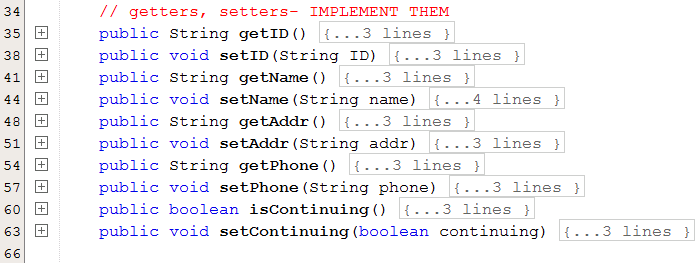 34 // getters, setters- IMPLEMENT THEM
35 public String getID() {...3 lines }
38 public void setID(String ID) {...3 lines }
41 public String getName() {...3 lines }
44 public void setName(String name) {...4 lines }
48 public String getAddr() {...3 lines }
51 public void setAddr(String addr) {...3 lines }
54 public String getPhone() {...3 lines }
57 public void setPhone(String phone) {...3 lines }
60 public boolean isContinuing() {...3 lines }
63 public void setContinuing(boolean continuing) {...3 lines }
66